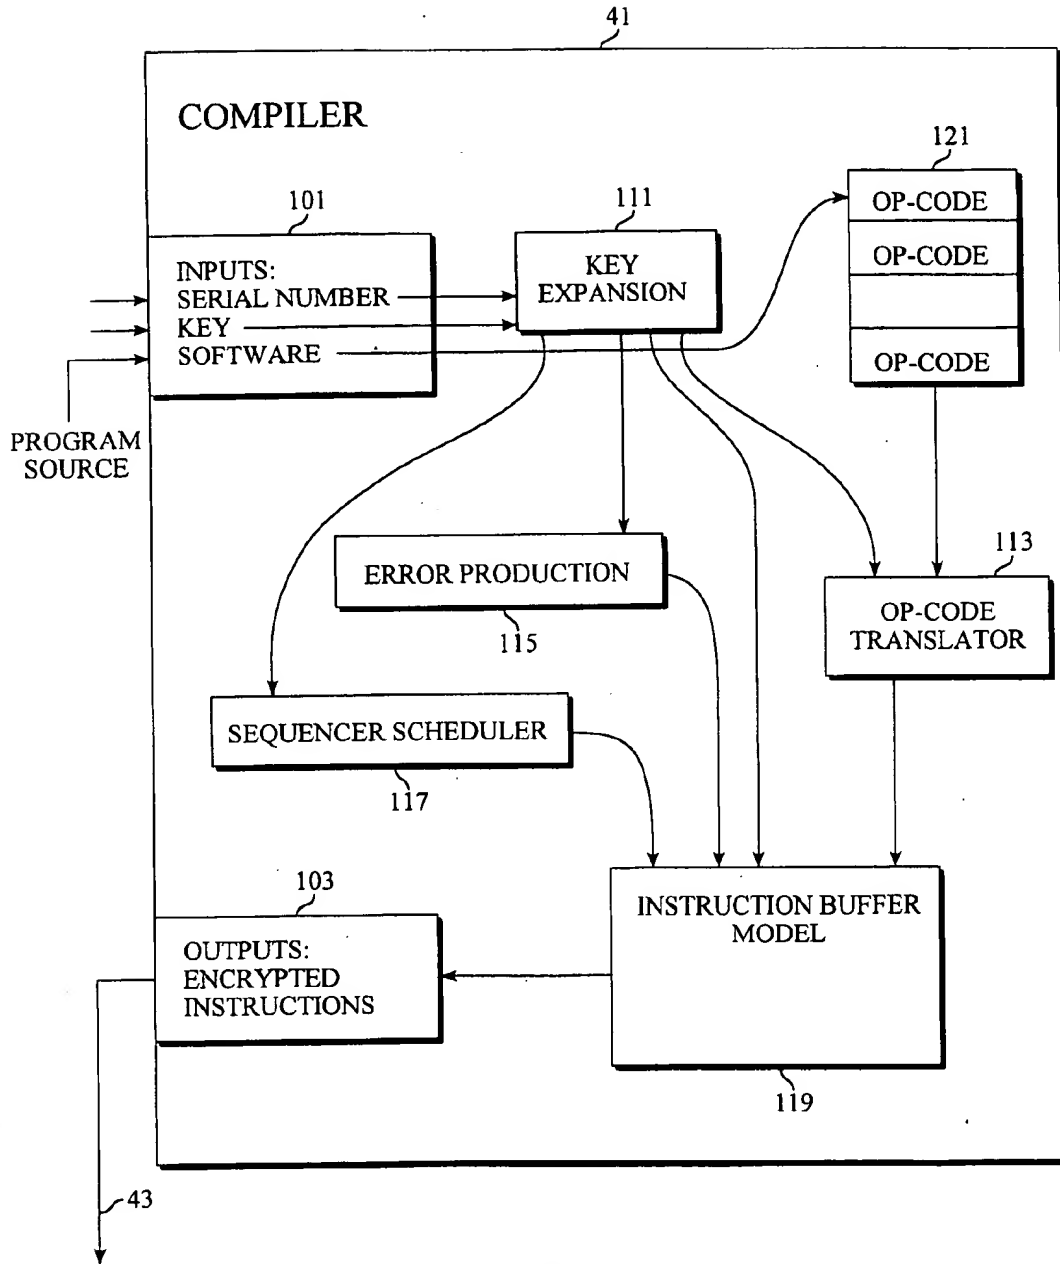 41
COMPILER
121
OP-CODE
OP-CODE
OP-CODE
101
INPUTS:
SERIAL NUMBER
KEY
SOFTWARE
111
KEY
EXPANSION
PROGRAM
SOURCE
113
OP-CODE
TRANSLATOR
ERROR PRODUCTION
115
SEQUENCER SCHEDULER
117
103
OUTPUTS:
ENCRYPTED
INSTRUCTIONS
INSTRUCTION BUFFER
MODEL
119
43